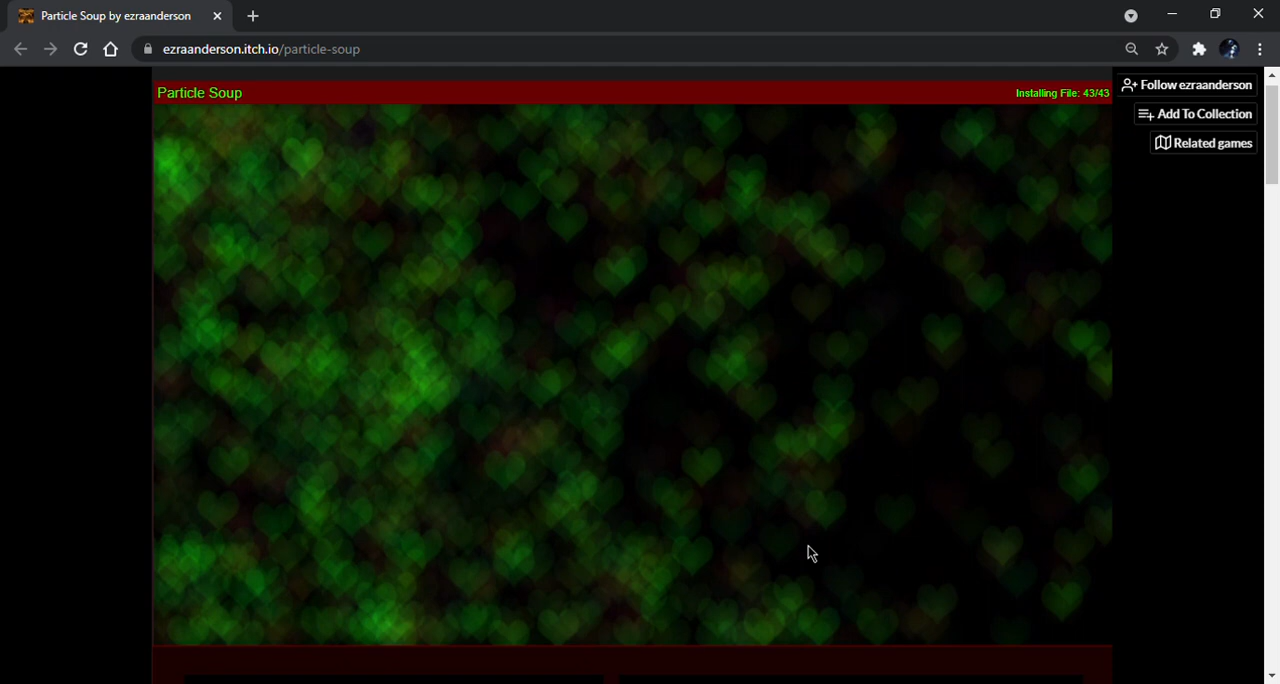 Particle Soup by ezraanderson
ezraanderson.itch.io/particle-soup
Particle Soup
Installing File: 43/43
Follow ezraanderson
Add To Collection
Related games